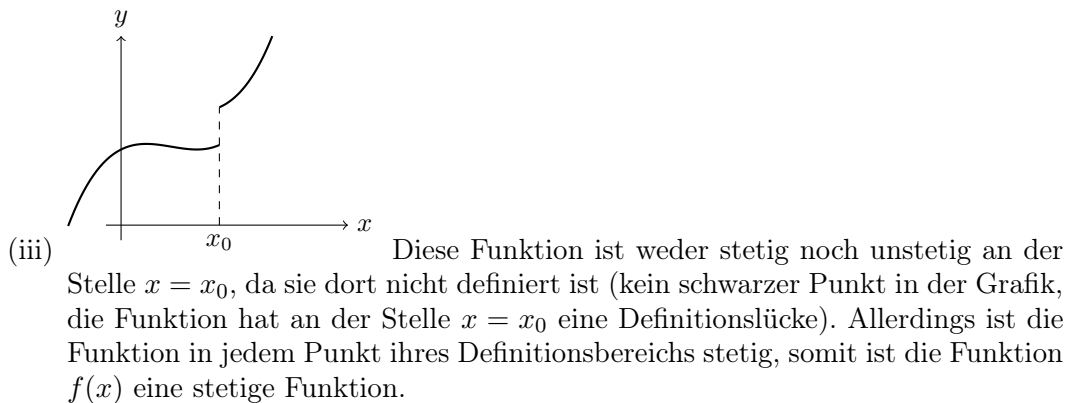 y
x
x₀
(iii) Diese Funktion ist weder stetig noch unstetig an der
Stelle x = x₀, da sie dort nicht definiert ist (kein schwarzer Punkt in der Grafik,
die Funktion hat an der Stelle x = x₀ eine Definitionslücke). Allerdings ist die
Funktion in jedem Punkt ihres Definitionsbereichs stetig, somit ist die Funktion
f(x) eine stetige Funktion.